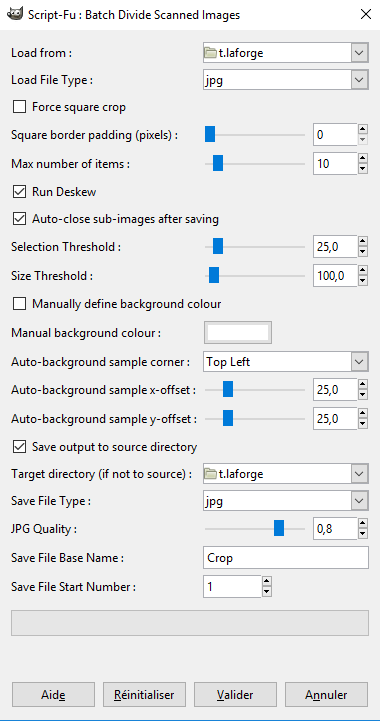 Script-Fu : Batch Divide Scanned Images
Load from : t.laforge
Load File Type : jpg
Force square crop
Square border padding (pixels) : 0
Max number of items : 10
Run Deskew
Auto-close sub-images after saving
Selection Threshold : 25,0
Size Threshold : 100,0
Manually define background colour
Manual background colour :
Auto-background sample corner : Top Left
Auto-background sample x-offset : 25,0
Auto-background sample y-offset : 25,0
Save output to source directory
Target directory (if not to source) : t.laforge
Save File Type : jpg
JPG Quality : 0,8
Save File Base Name : Crop
Save File Start Number : 1
Aide Réinitialiser Valider Annuler